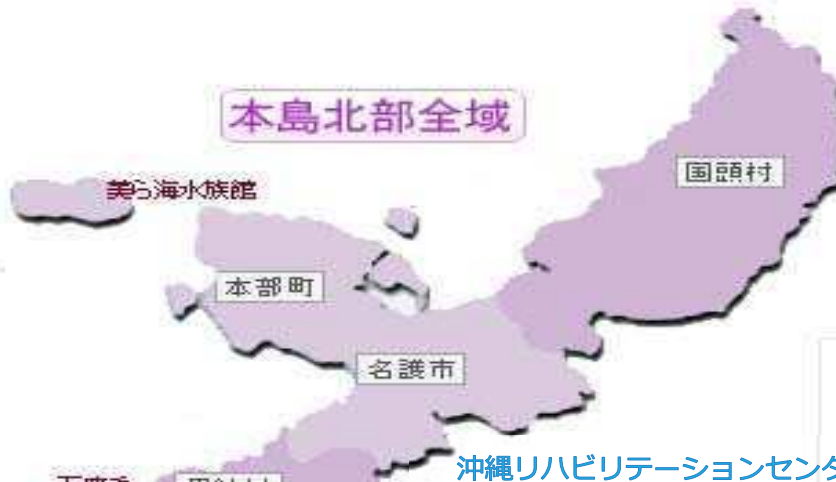 本島北部全域
国頭村
美ら海水族館
本部町
名護市
沖縄リハビリテーションセンタ